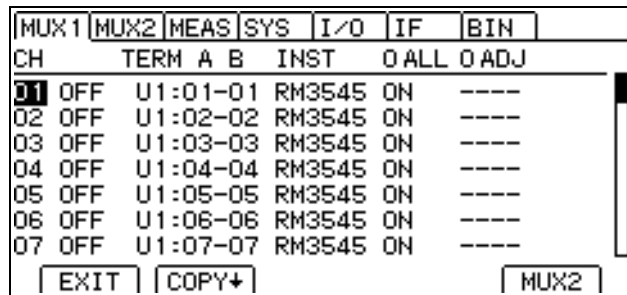 MUX1 MUX2 MEAS SYS I/O IF BIN
CH TERM A B INST 0 ALL 0 ADJ
01 OFF U1:01-01 RM3545 ON ----
02 OFF U1:02-02 RM3545 ON ----
03 OFF U1:03-03 RM3545 ON ----
04 OFF U1:04-04 RM3545 ON ----
05 OFF U1:05-05 RM3545 ON ----
06 OFF U1:06-06 RM3545 ON ----
07 OFF U1:07-07 RM3545 ON ----
EXIT COPY↓ MUX2